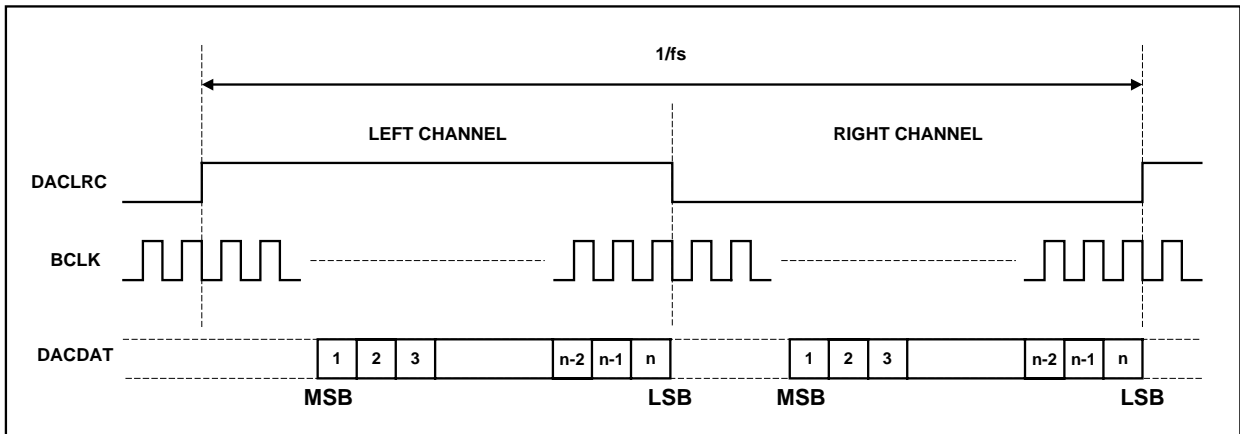 1/fs
LEFT CHANNEL RIGHT CHANNEL
DACLRC
BCLK
DACDAT 1 2 3 n-2 n-1 n 1 2 3 n-2 n-1 n
MSB LSB MSB LSB